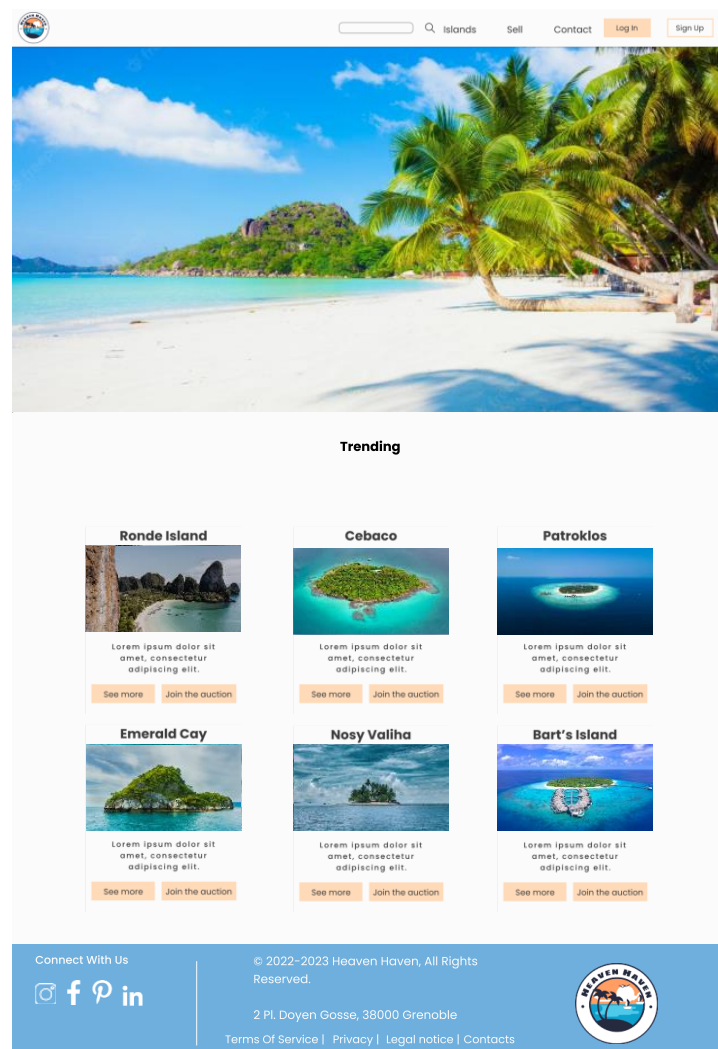 HEAVEN HAVEN
Islands Sell Contact Log In Sign Up
Trending
Ronde Island
Lorem ipsum dolor sit
amet, consectetur
adipiscing elit.
See more Join the auction
Cebaco
Lorem ipsum dolor sit
amet, consectetur
adipiscing elit.
See more Join the auction
Patroklos
Lorem ipsum dolor sit
amet, consectetur
adipiscing elit.
See more Join the auction
Emerald Cay
Lorem ipsum dolor sit
amet, consectetur
adipiscing elit.
See more Join the auction
Nosy Valiha
Lorem ipsum dolor sit
amet, consectetur
adipiscing elit.
See more Join the auction
Bart's Island
Lorem ipsum dolor sit
amet, consectetur
adipiscing elit.
See more Join the auction
Connect With Us
in
© 2022-2023 Heaven Haven, All Rights
Reserved.
2 Pl. Doyen Gosse, 38000 Grenoble
Terms Of Service | Privacy | Legal notice | Contacts
HEAVEN HAVEN